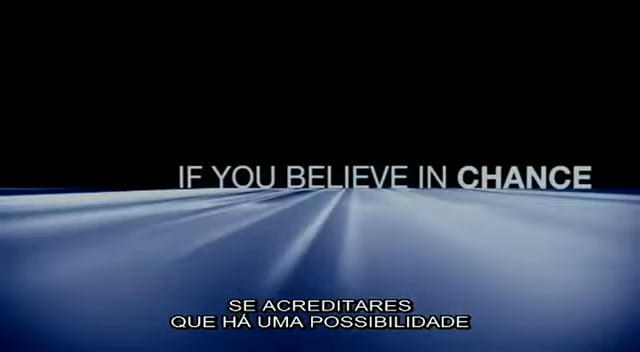 IF YOU BELIEVE IN CHANCE
SE ACREDITARES
QUE HÁ UMA POSSIBILIDADE